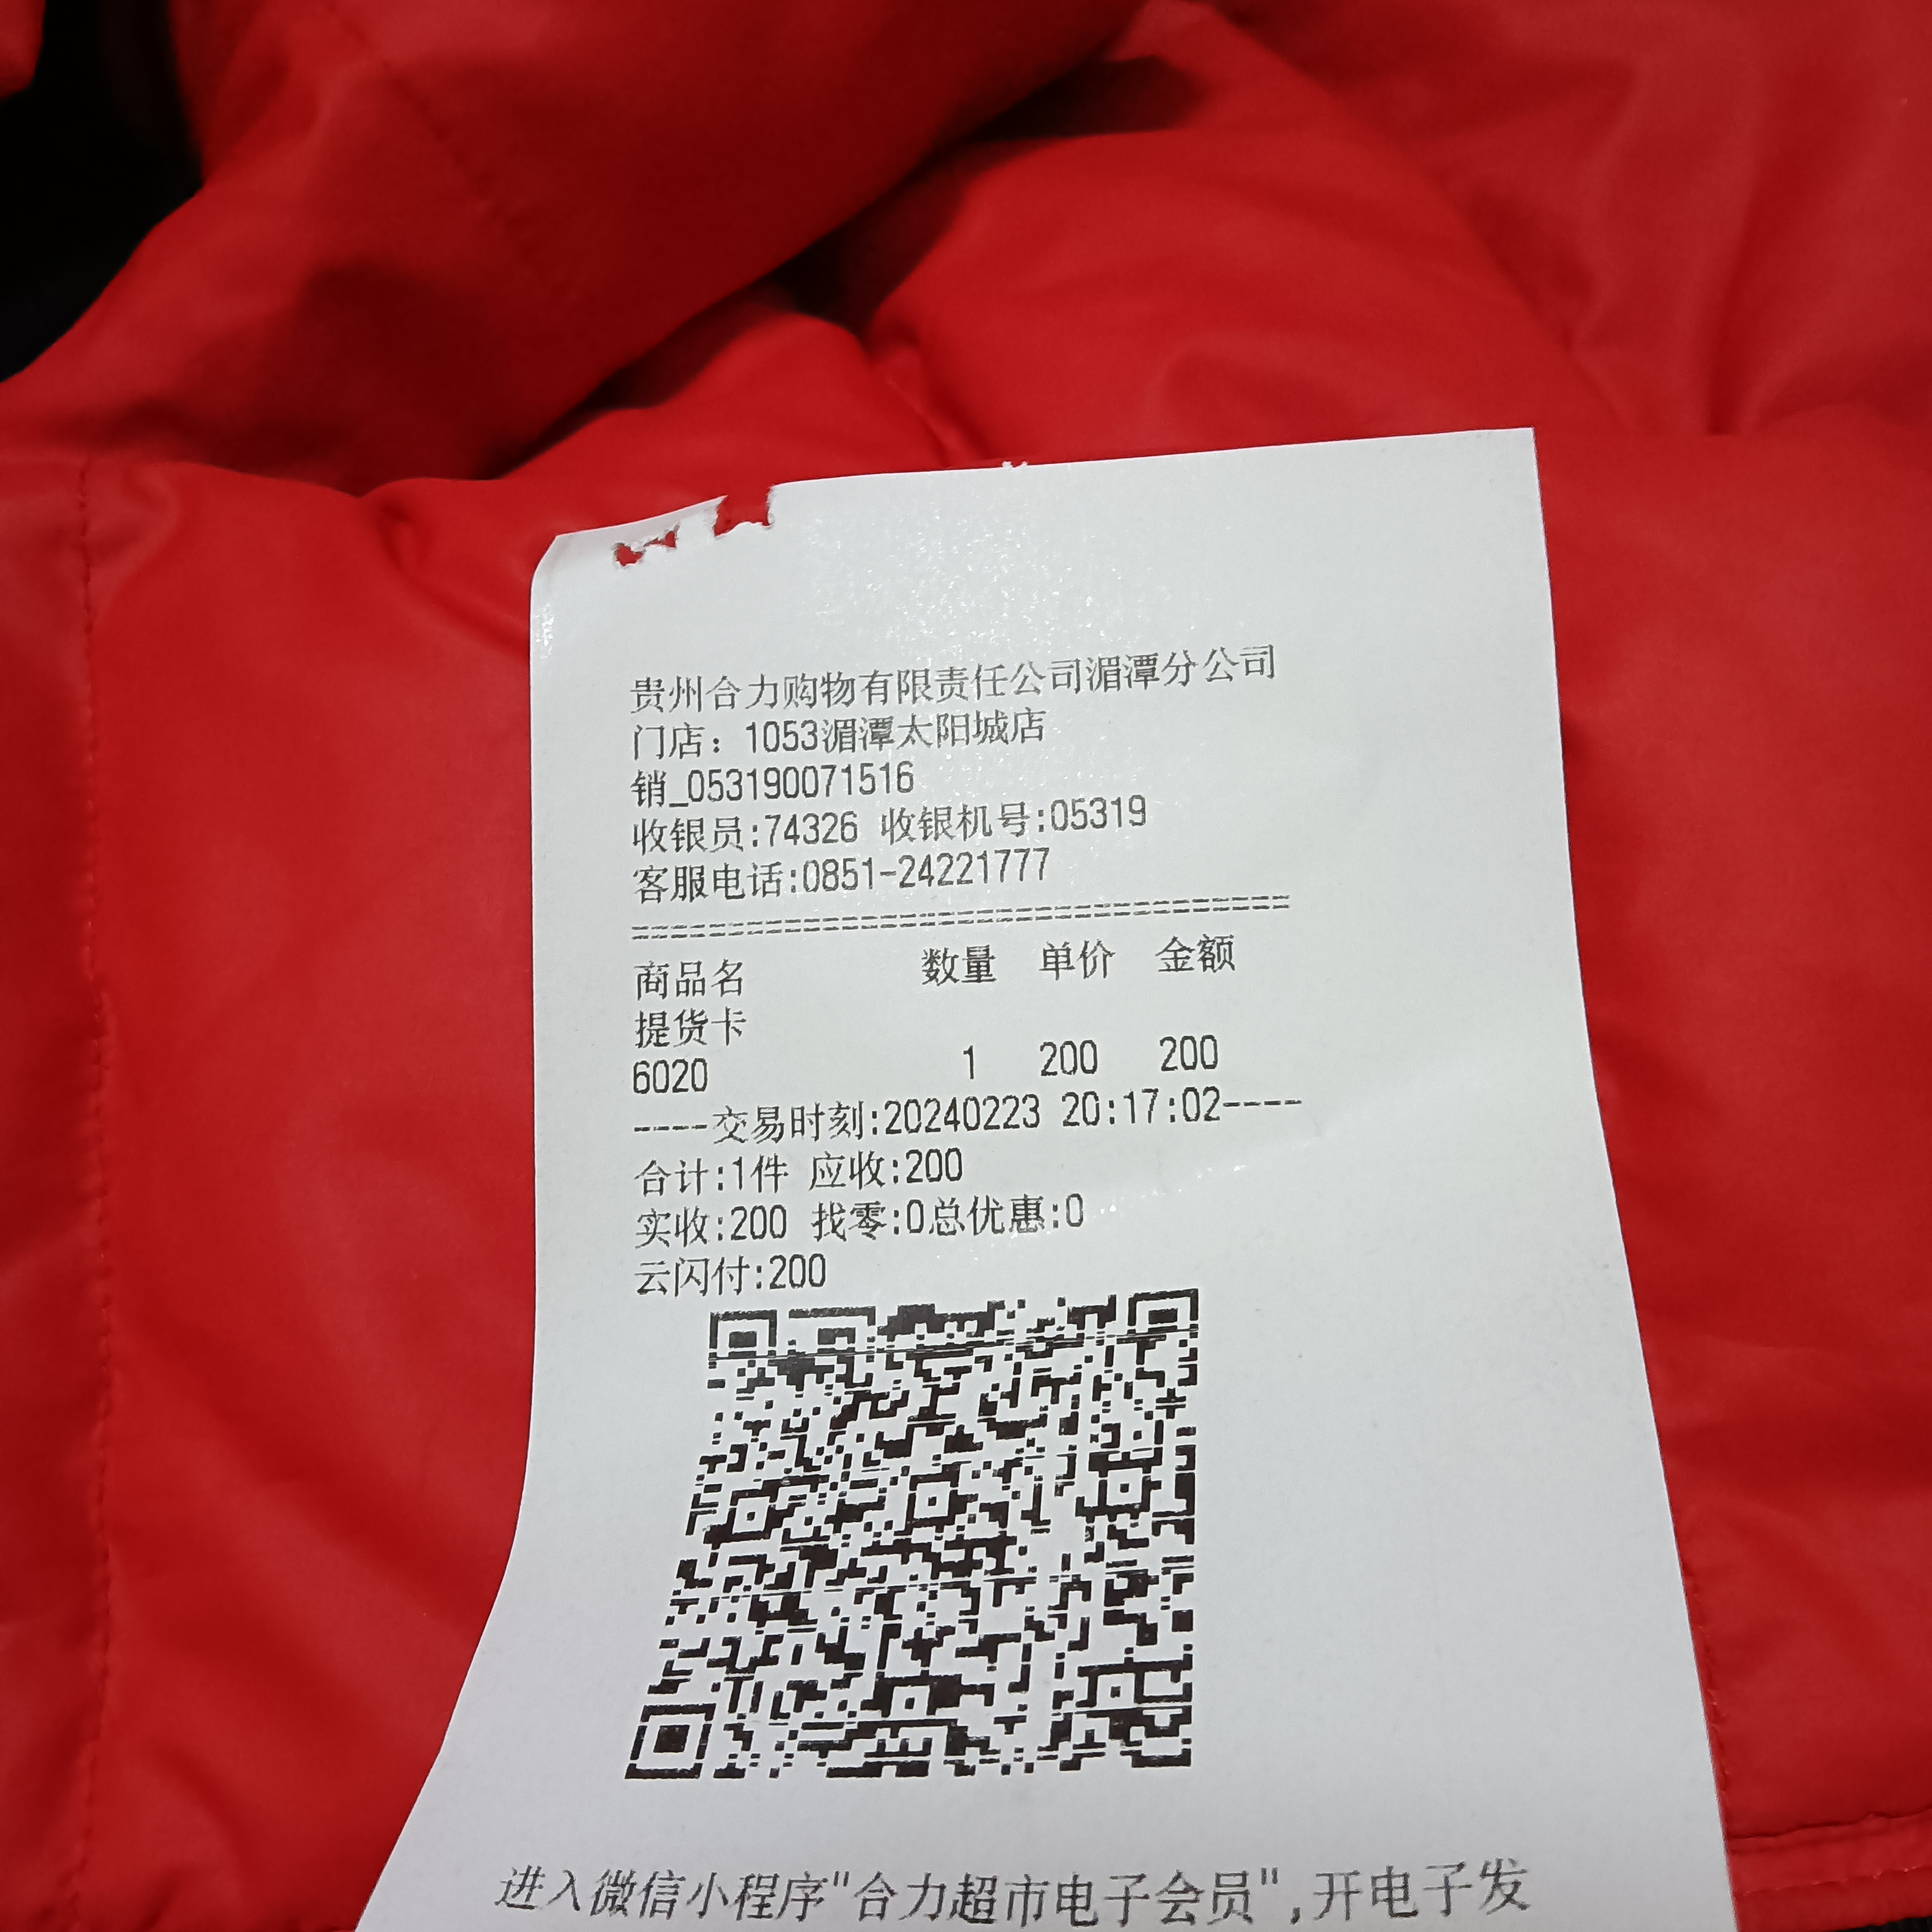 贵州合力购物有限责任公司湄潭分公司
门店：1053湄潭太阳城店
销_053190071516
收银员:74326 收银机号:05319
客服电话:0851-24221777
==================================
商品名 数量 单价 金额
提货卡
6020 1 200 200
----交易时刻:20240223 20:17:02----
合计:1件 应收:200
实收:200 找零:0总优惠:0
云闪付:200
进入微信小程序"合力超市电子会员",开电子发